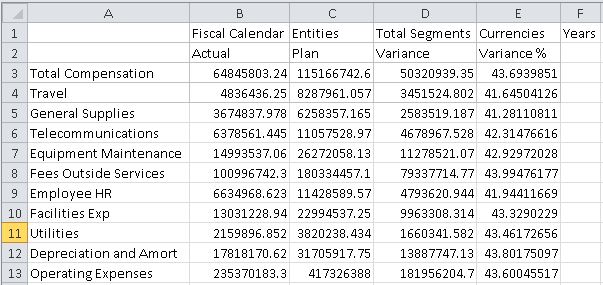 A B C D E F
1 Fiscal Calendar Entities Total Segments Currencies Years
2 Actual Plan Variance Variance %
3 Total Compensation 64845803.24 115166742.6 50320939.35 43.6939851
4 Travel 4836436.25 8287961.057 3451524.802 41.64504126
5 General Supplies 3674837.978 6258357.165 2583519.187 41.28110811
6 Telecommunications 6378561.445 11057528.97 4678967.528 42.31476616
7 Equipment Maintenance 14993537.06 26272058.13 11278521.07 42.92972028
8 Fees Outside Services 100996742.3 180334457.1 79337714.77 43.99476177
9 Employee HR 6634968.623 11428589.57 4793620.944 41.94411669
10 Facilities Exp 13031228.94 22994537.25 9963308.314 43.3290229
11 Utilities 2159896.852 3820238.434 1660341.582 43.46172656
12 Depreciation and Amort 17818170.62 31705917.75 13887747.13 43.80175097
13 Operating Expenses 235370183.3 417326388 181956204.7 43.60045517